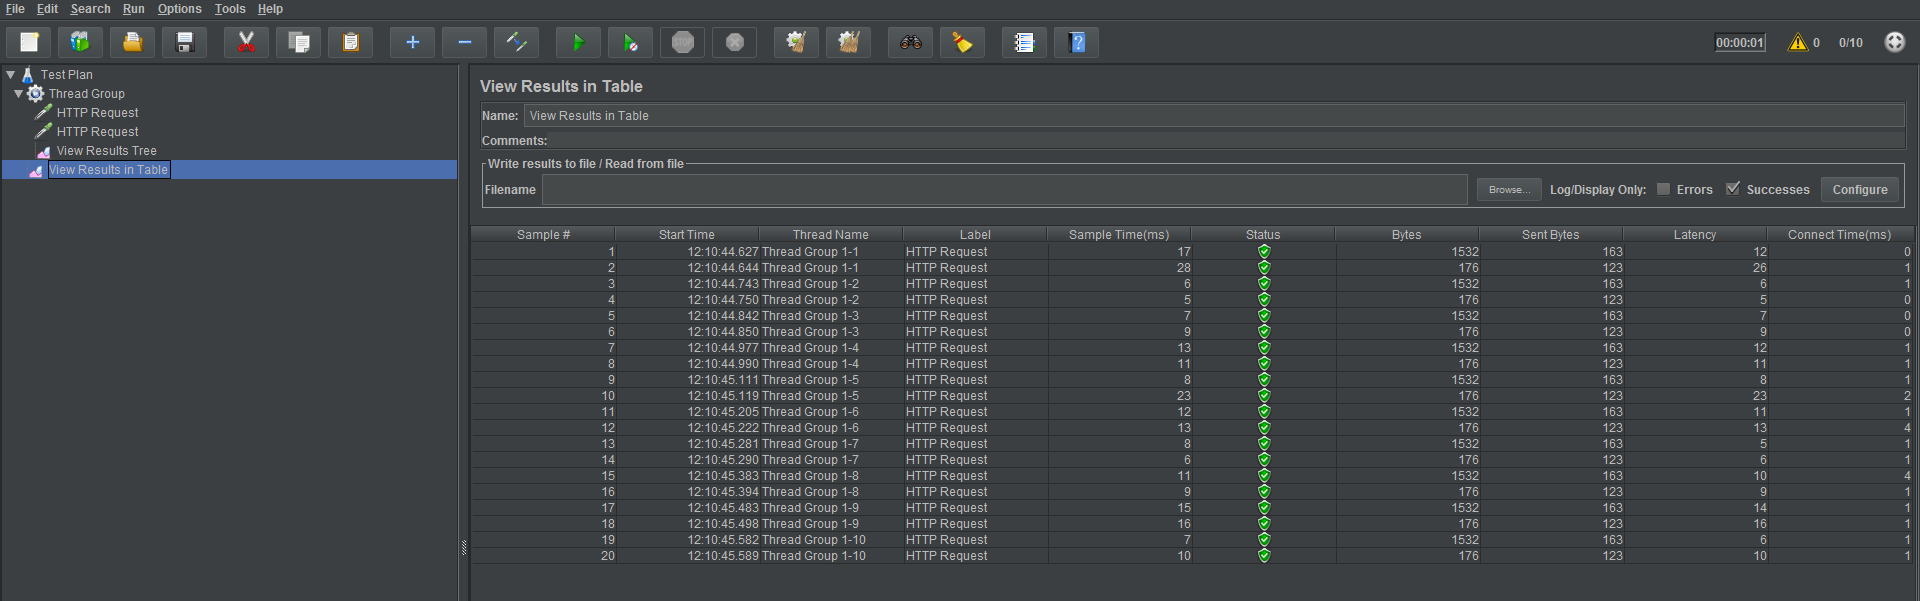 File Edit Search Run Options Tools Help
STOP 00:00:01 0 0/10
Test Plan
Thread Group
HTTP Request
HTTP Request
View Results Tree
View Results in Table
View Results in Table
Name: View Results in Table
Comments:
Write results to file / Read from file
Filename Browse... Log/Display Only: Errors Successes Configure
Sample # Start Time Thread Name Label Sample Time(ms) Status Bytes Sent Bytes Latency Connect Time(ms)
1 12:10:44.627 Thread Group 1-1 HTTP Request 17 1532 163 12 0
2 12:10:44.644 Thread Group 1-1 HTTP Request 28 176 123 26 1
3 12:10:44.743 Thread Group 1-2 HTTP Request 6 1532 163 6 1
4 12:10:44.750 Thread Group 1-2 HTTP Request 5 176 123 5 0
5 12:10:44.842 Thread Group 1-3 HTTP Request 7 1532 163 7 0
6 12:10:44.850 Thread Group 1-3 HTTP Request 9 176 123 9 0
7 12:10:44.977 Thread Group 1-4 HTTP Request 13 1532 163 12 1
8 12:10:44.990 Thread Group 1-4 HTTP Request 11 176 123 11 1
9 12:10:45.111 Thread Group 1-5 HTTP Request 8 1532 163 8 1
10 12:10:45.119 Thread Group 1-5 HTTP Request 23 176 123 23 2
11 12:10:45.205 Thread Group 1-6 HTTP Request 12 1532 163 11 1
12 12:10:45.222 Thread Group 1-6 HTTP Request 13 176 123 13 4
13 12:10:45.281 Thread Group 1-7 HTTP Request 8 1532 163 5 1
14 12:10:45.290 Thread Group 1-7 HTTP Request 6 176 123 6 1
15 12:10:45.383 Thread Group 1-8 HTTP Request 11 1532 163 10 4
16 12:10:45.394 Thread Group 1-8 HTTP Request 9 176 123 9 1
17 12:10:45.483 Thread Group 1-9 HTTP Request 15 1532 163 14 1
18 12:10:45.498 Thread Group 1-9 HTTP Request 16 176 123 16 1
19 12:10:45.582 Thread Group 1-10 HTTP Request 7 1532 163 6 1
20 12:10:45.589 Thread Group 1-10 HTTP Request 10 176 123 10 1